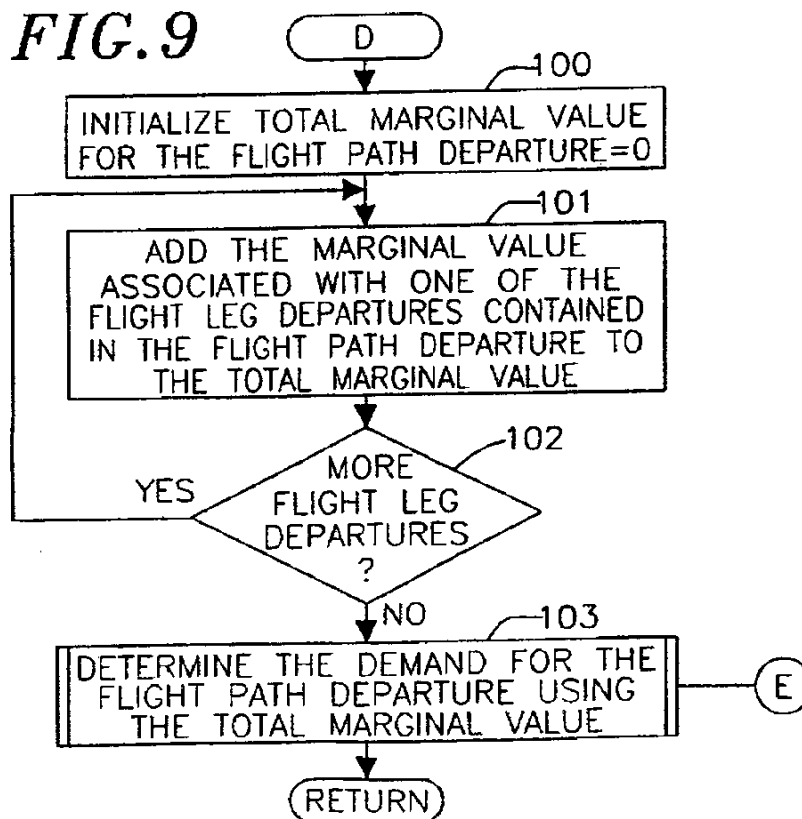 FIG. 9
D
100
INITIALIZE TOTAL MARGINAL VALUE
FOR THE FLIGHT PATH DEPARTURE=0
101
ADD THE MARGINAL VALUE
ASSOCIATED WITH ONE OF THE
FLIGHT LEG DEPARTURES CONTAINED
IN THE FLIGHT PATH DEPARTURE TO
THE TOTAL MARGINAL VALUE
102
MORE
FLIGHT LEG
DEPARTURES
?
YES
NO
103
DETERMINE THE DEMAND FOR THE
FLIGHT PATH DEPARTURE USING
THE TOTAL MARGINAL VALUE
E
RETURN